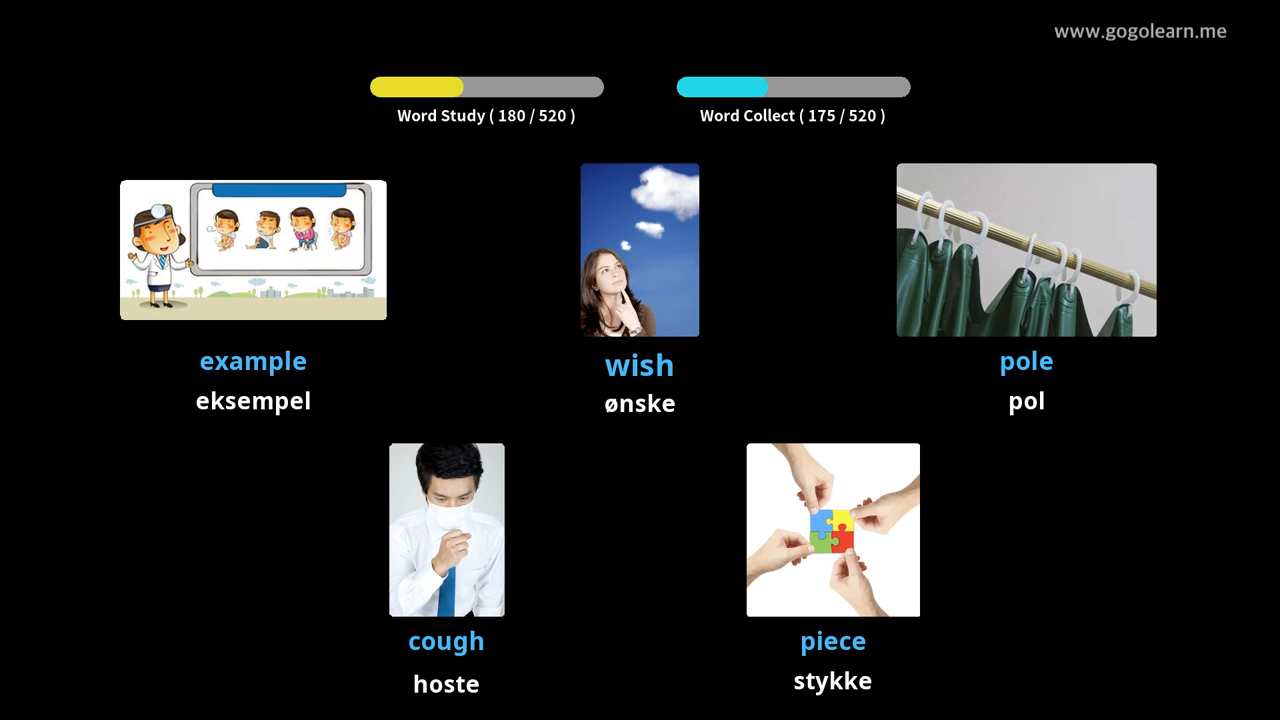 www.gogolearn.me
Word Study ( 180 / 520 )
Word Collect ( 175 / 520 )
example
eksempel
wish
ønske
pole
pol
cough
hoste
piece
stykke